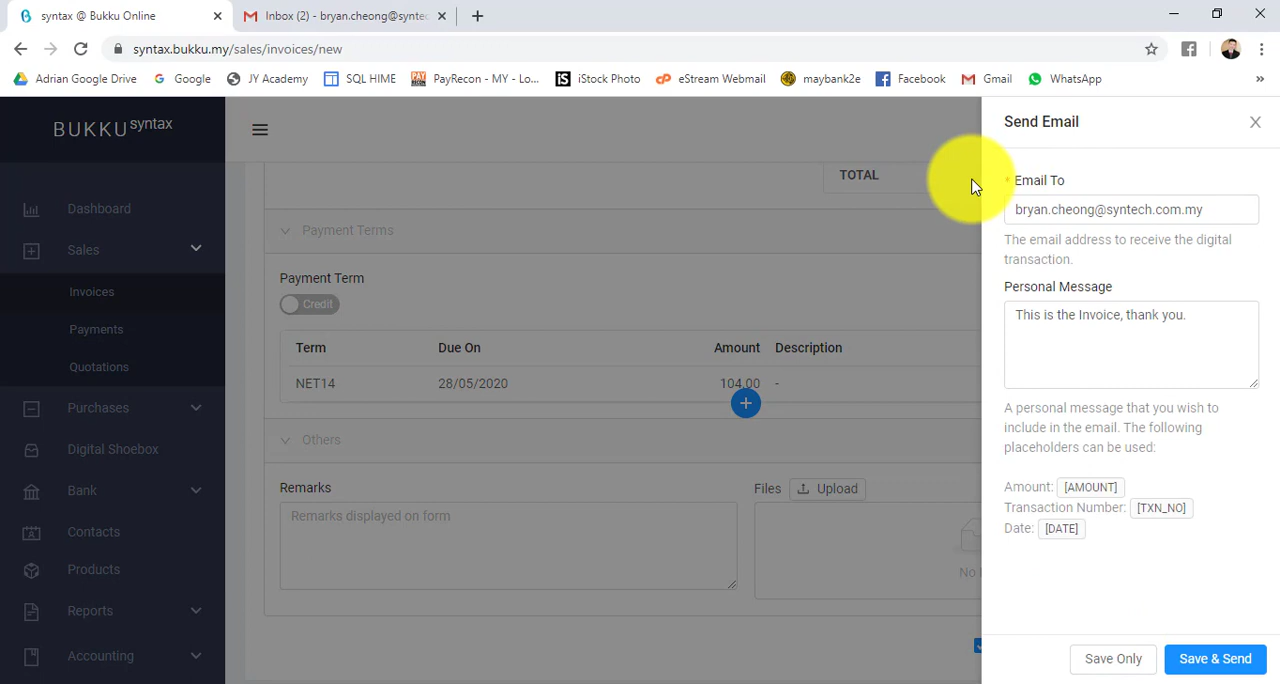 syntax @ Bukku Online
Inbox (2) - bryan.cheong@syntec
syntax.bukku.my/sales/invoices/new
Adrian Google Drive
Google
JY Academy
SQL HIME
PayRecon - MY - Lo...
iStock Photo
eStream Webmail
maybank2e
Facebook
Gmail
WhatsApp
»
BUKKU syntax
Dashboard
Sales
Invoices
Payments
Quotations
Purchases
Digital Shoebox
Bank
Contacts
Products
Reports
Accounting
TOTAL
Payment Terms
Payment Term
Credit
Term Due On Amount Description
NET14 28/05/2020 104.00 -
Others
Remarks
Remarks displayed on form
Files Upload
Send Email
* Email To
bryan.cheong@syntech.com.my
The email address to receive the digital
transaction.
Personal Message
This is the Invoice, thank you.
A personal message that you wish to
include in the email. The following
placeholders can be used:
Amount: [AMOUNT]
Transaction Number: [TXN_NO]
Date: [DATE]
Save Only
Save & Send